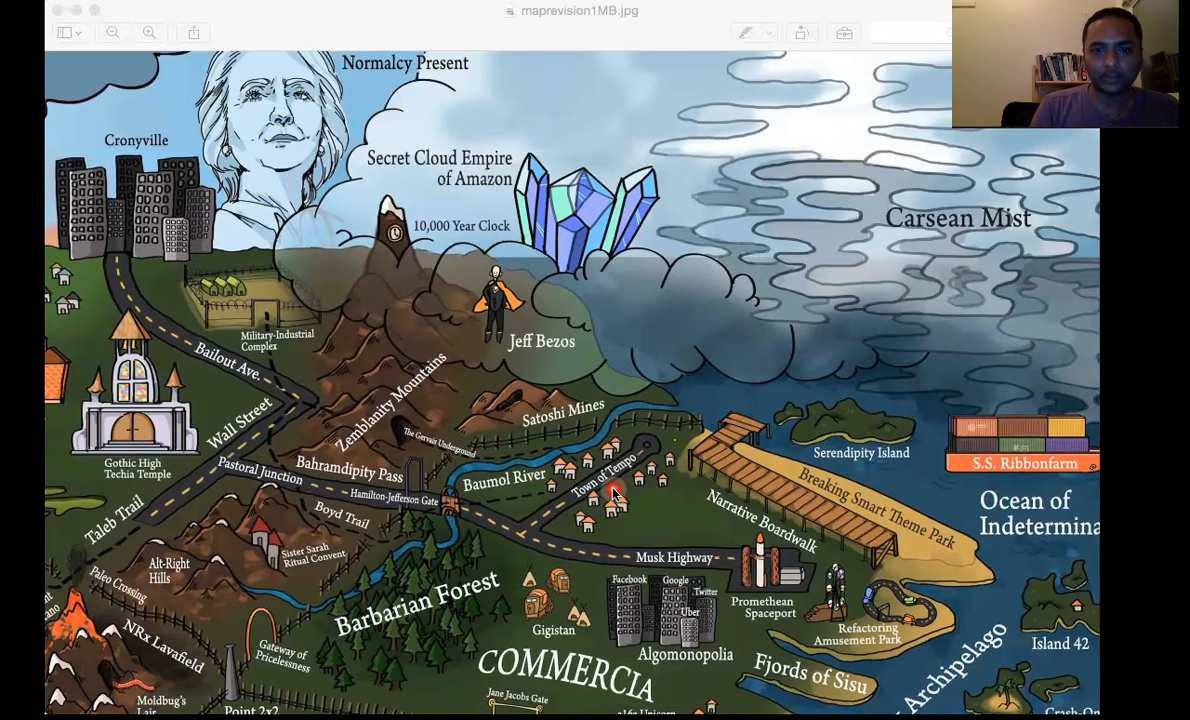 maprevision1MB.jpg
Normalcy Present
Cronyville
Secret Cloud Empire
of Amazon
10,000 Year Clock
Carsean Mist
Jeff Bezos
Military-Industrial
Complex
Bailout Ave.
Wall Street
Zemblanity Mountains
Satoshi Mines
The Gervais Underground
Serendipity Island
S.S. Ribbonfarm
Gothic High
Techia Temple
Pastoral Junction
Bahramdipity Pass
Hamilton-Jefferson Gate
Baumol River
Town of Tempo
Breaking Smart Theme Park
Narrative Boardwalk
Ocean of
Indetermina
Taleb Trail
Boyd Trail
Sister Sarah
Ritual Convent
Alt-Right
Hills
Musk Highway
Paleo Crossing
Barbarian Forest
Facebook
Google
Twitter
Uber
Promethean
Spaceport
Gigistan
Algomonopolia
Refactoring
Amusement Park
Island 42
NRx Lavafield
Gateway of
Pricelessness
COMMERCIA
Fjords of Sisu
Archipelago
Moldbug's
Lair
Point 2x2
Jane Jacobs Gate
a16z Unicorn
Crash-On